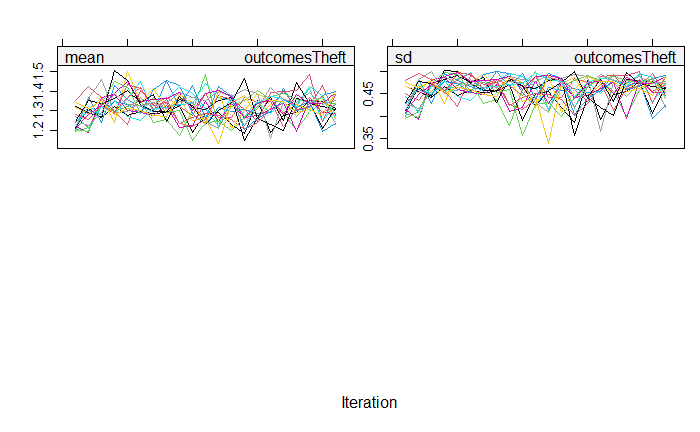 mean outcomesTheft
sd outcomesTheft
1.2 1.3 1.4 1.5
0.35 0.45
Iteration